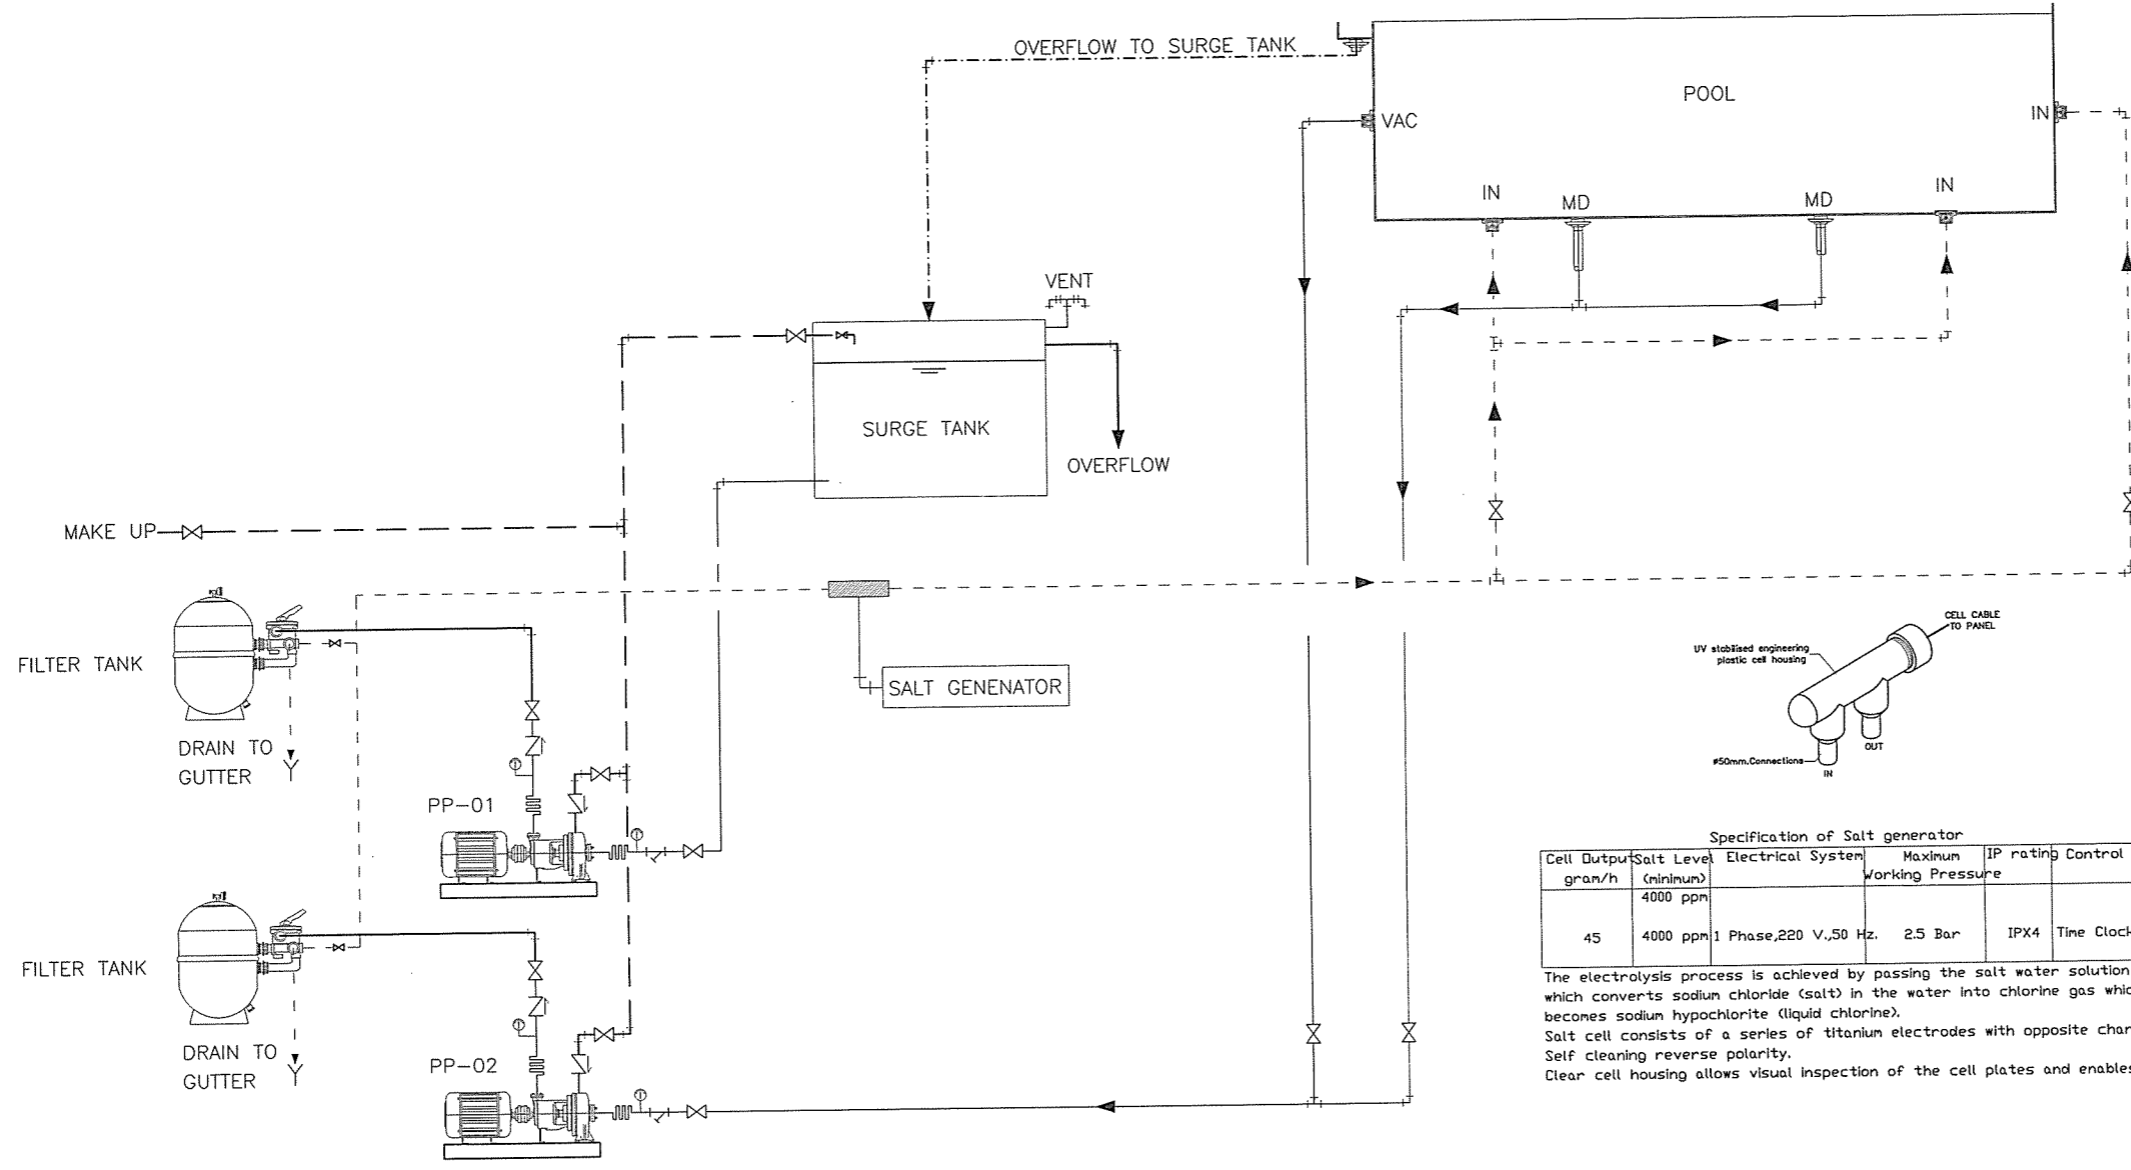 OVERFLOW TO SURGE TANK
POOL
VAC
IN
IN
MD
MD
IN
VENT
SURGE TANK
OVERFLOW
MAKE UP
FILTER TANK
SALT GENENATOR
DRAIN TO
GUTTER
PP-01
CELL CABLE
TO PANEL
UV stabilised engineering
plastic cell housing
OUT
ø50mm.Connections
IN
FILTER TANK
DRAIN TO
GUTTER
PP-02
Specification of Salt generator
Cell Output Salt Level Electrical System Maximum IP rating Control
gram/h (minimum) Working Pressure
4000 ppm
45 4000 ppm 1 Phase,220 V.,50 Hz. 2.5 Bar IPX4 Time Clock
The electrolysis process is achieved by passing the salt water solution
which converts sodium chloride (salt) in the water into chlorine gas
becomes sodium hypochlorite (liquid chlorine).
Salt cell consists of a series of titanium electrodes with opposite
Self cleaning reverse polarity.
Clear cell housing allows visual inspection of the cell plates and enables